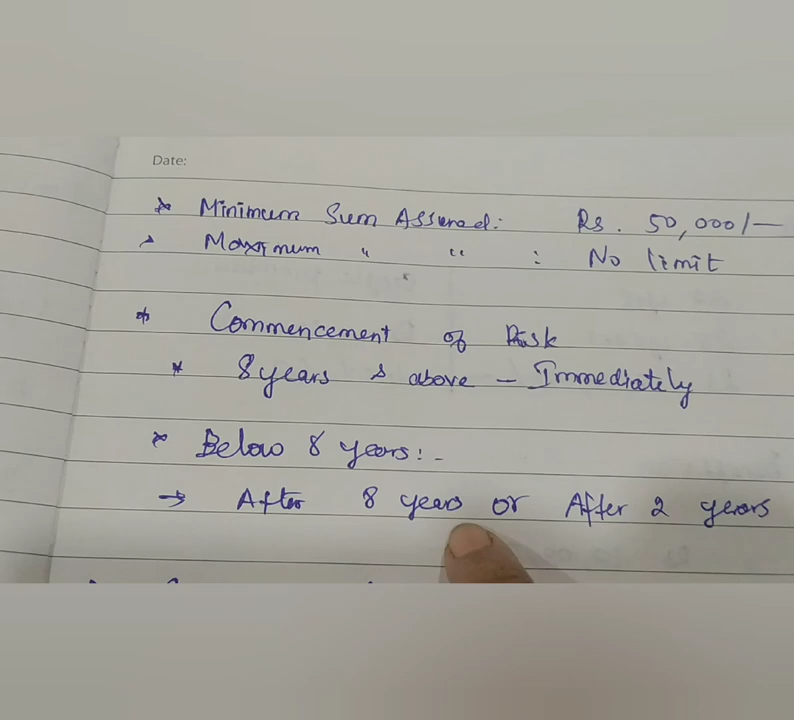 Date:
* Minimum Sum Assured: Rs. 50,000/-
* Maximum " " : No limit
* Commencement of Risk
* 8 years & above - Immediately
* Below 8 years:-
→ After 8 years or After 2 years